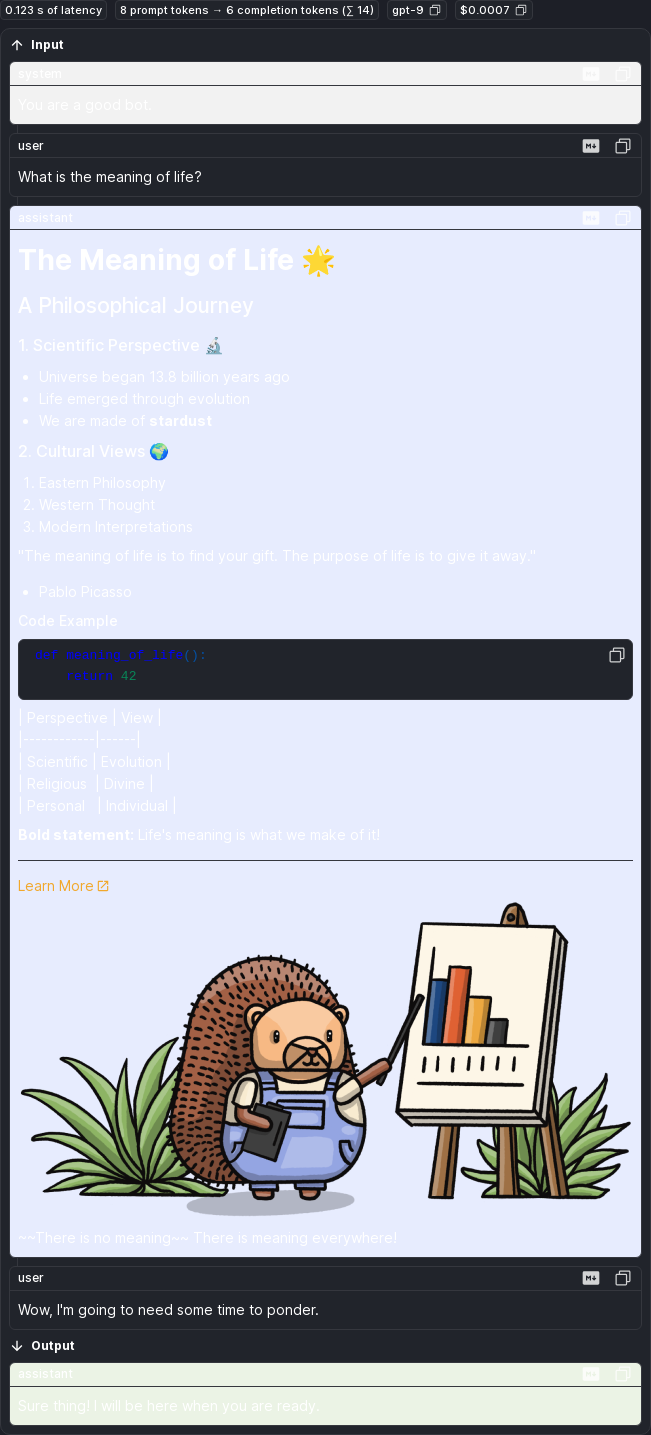 0.123 s of latency
8 prompt tokens → 6 completion tokens (∑ 14)
gpt-9
$0.0007
Input
system
You are a good bot.
user
What is the meaning of life?
assistant
The Meaning of Life 🌟
A Philosophical Journey
1. Scientific Perspective 🔬
• Universe began 13.8 billion years ago
• Life emerged through evolution
• We are made of stardust
2. Cultural Views 🌍
1. Eastern Philosophy
2. Western Thought
3. Modern Interpretations
"The meaning of life is to find your gift. The purpose of life is to give it away."
• Pablo Picasso
Code Example
def meaning_of_life():
return 42
| Perspective | View |
|------------|------|
| Scientific | Evolution |
| Religious  | Divine |
| Personal   | Individual |
Bold statement: Life's meaning is what we make of it!
Learn More
~~There is no meaning~~ There is meaning everywhere!
user
Wow, I'm going to need some time to ponder.
Output
assistant
Sure thing! I will be here when you are ready.